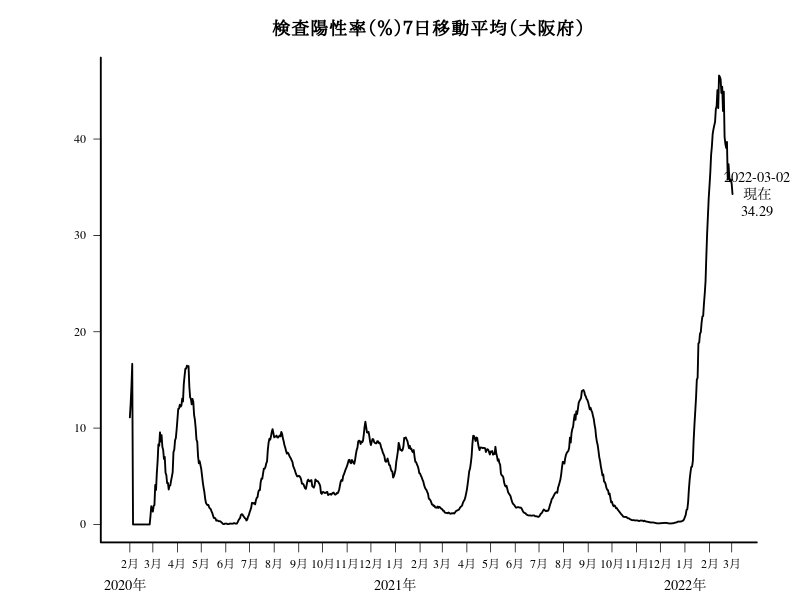 検査陽性率(%)7日移動平均(大阪府)
40
30
20
10
0
2022-03-02
現在
34.29
2月 3月 4月 5月 6月 7月 8月 9月 10月 11月 12月 1月 2月 3月 4月 5月 6月 7月 8月 9月 10月 11月 12月 1月 2月 3月
2020年 2021年 2022年